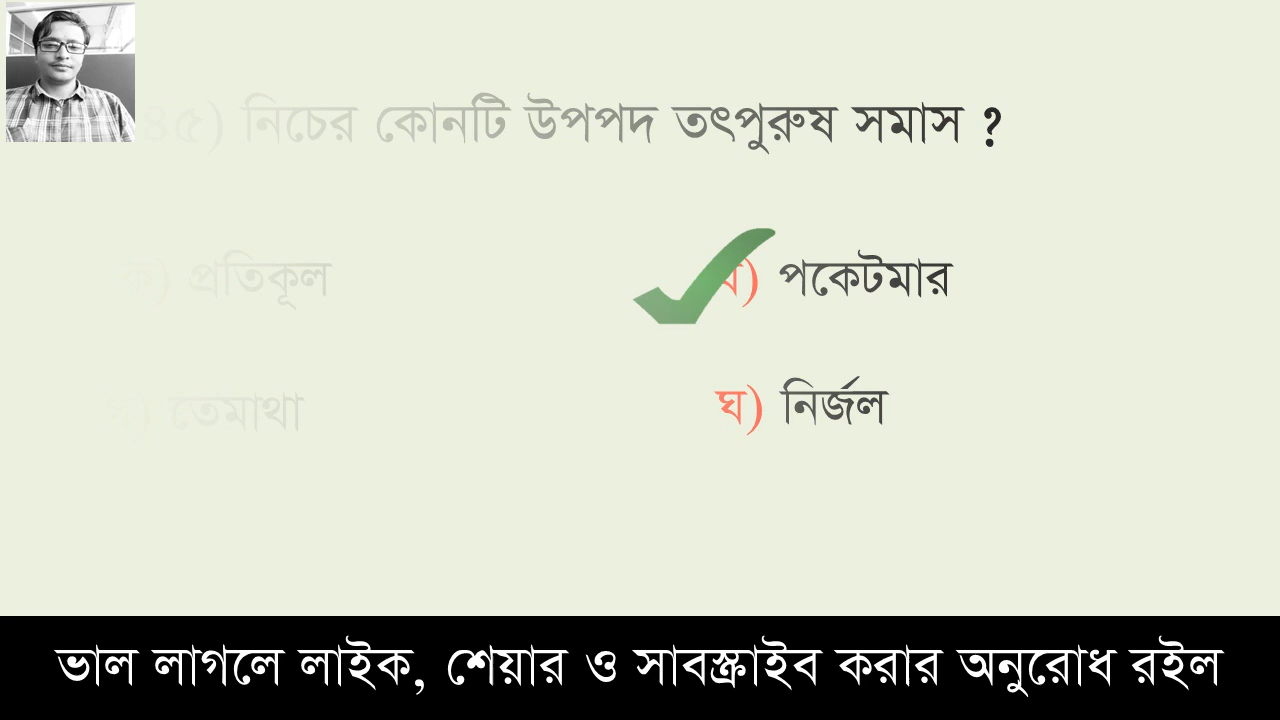 ৪৫) নিচের কোনটি উপপদ তৎপুরুষ সমাস ?
ক) প্রতিকূল
খ) পকেটমার
তেমাথা
ঘ) নির্জল
ভাল লাগলে লাইক, শেয়ার ও সাবস্ক্রাইব করার অনুরোধ রইল